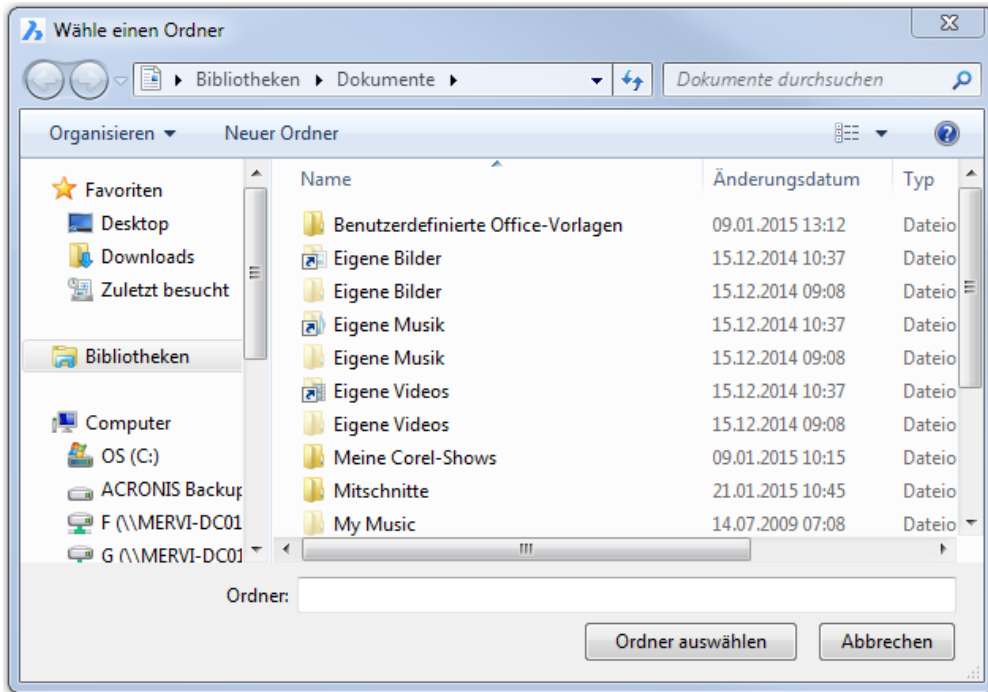 Wähle einen Ordner
Bibliotheken ▸ Dokumente ▸
Dokumente durchsuchen
Organisieren ▾ Neuer Ordner
Name Änderungsdatum Typ
Favoriten
Desktop
Downloads
Zuletzt besucht
Bibliotheken
Computer
OS (C:)
ACRONIS Backup
F (\\MERVI-DC01
G (\\MERVI-DC01
Benutzerdefinierte Office-Vorlagen 09.01.2015 13:12 Dateio
Eigene Bilder 15.12.2014 10:37 Dateio
Eigene Bilder 15.12.2014 09:08 Dateio
Eigene Musik 15.12.2014 10:37 Dateio
Eigene Musik 15.12.2014 09:08 Dateio
Eigene Videos 15.12.2014 10:37 Dateio
Eigene Videos 15.12.2014 09:08 Dateio
Meine Corel-Shows 09.01.2015 10:15 Dateio
Mitschnitte 21.01.2015 10:45 Dateio
My Music 14.07.2009 07:08 Dateio
Ordner:
Ordner auswählen Abbrechen